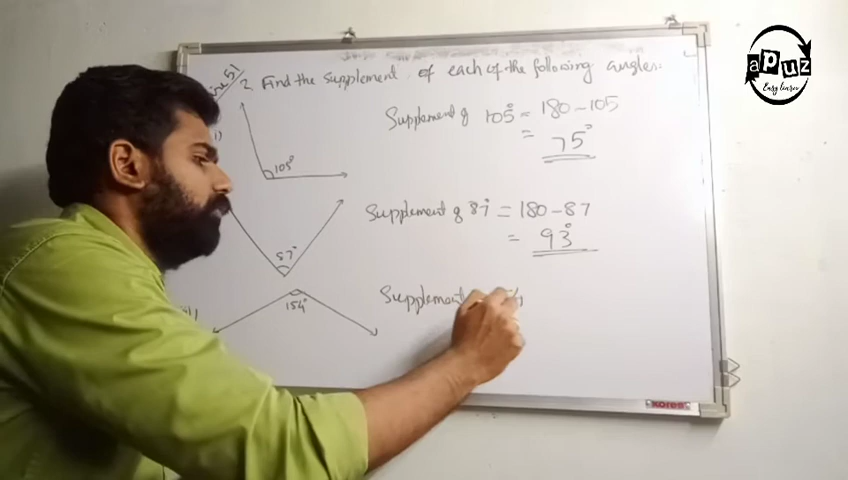 2. Find the supplement of each of the following angles:
105°
Supplement of 105° = 180 - 105
= 75°
87°
Supplement of 87° = 180 - 87
= 93°
154°
Supplement
kores
apuz
Easy learn